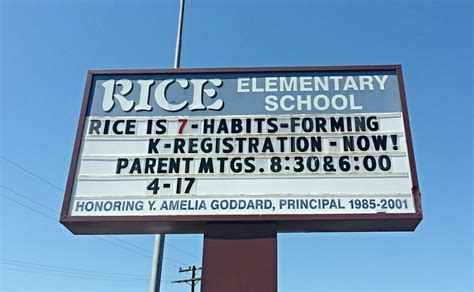 RICE ELEMENTARY
SCHOOL
RICE IS 7-HABITS-FORMING
K-REGISTRATION-NOW!
PARENT MTGS. 8:30&6:00
4-17
HONORING Y. AMELIA GODDARD, PRINCIPAL 1985-2001